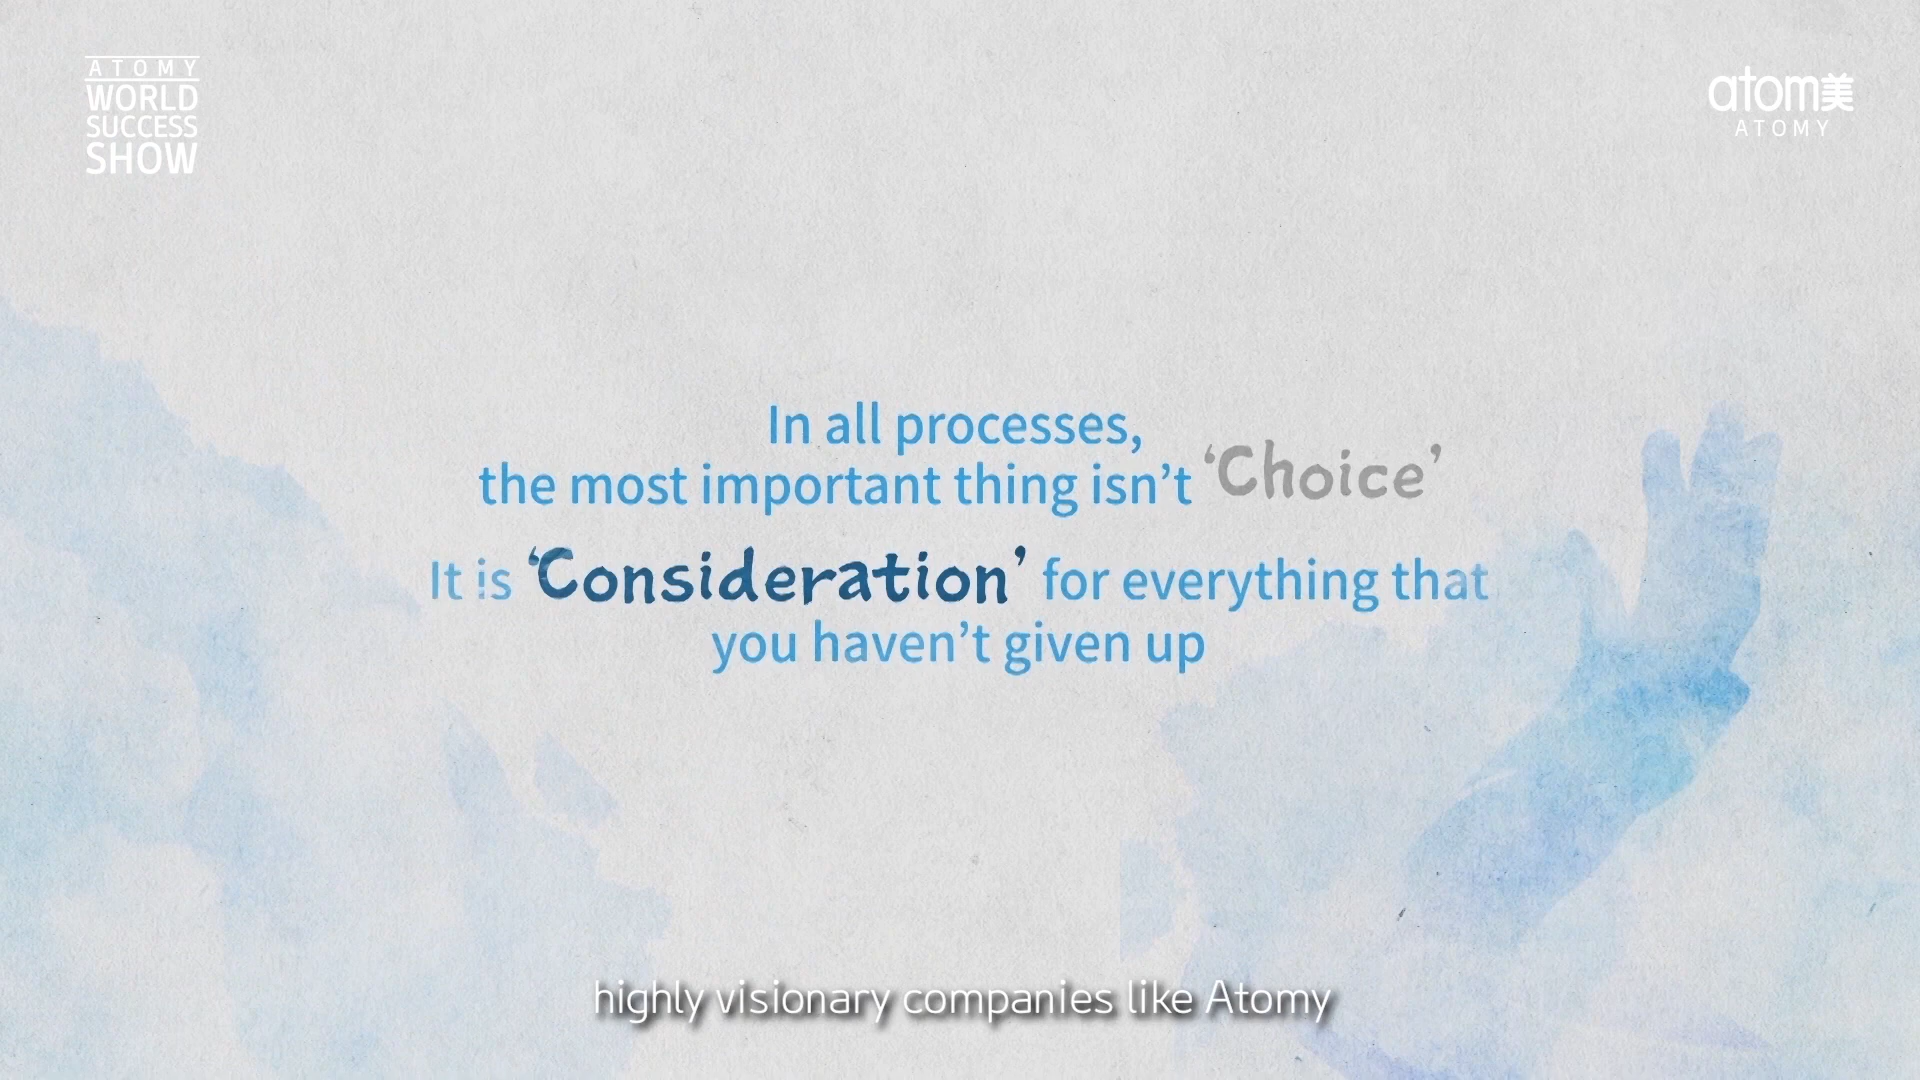 ATOMY
WORLD
SUCCESS
SHOW
atom美
ATOMY
In all processes,
the most important thing isn't ‘Choice’
It is ‘Consideration’ for everything that
you haven't given up
highly visionary companies like Atomy